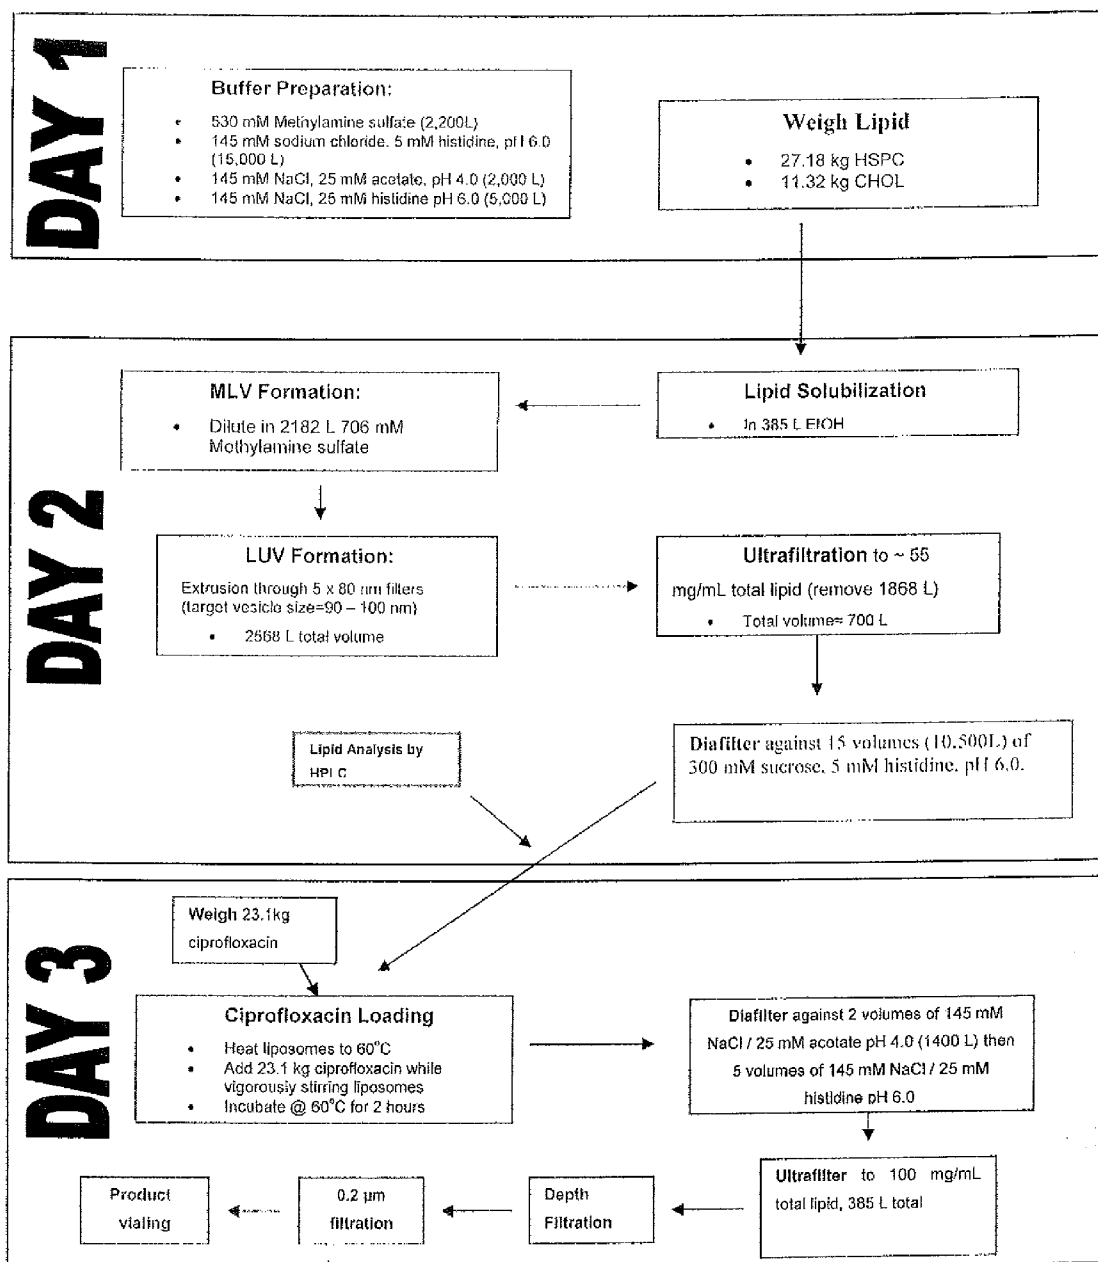 DAY 1
Buffer Preparation:
• 530 mM Methylamine sulfate (2,200L)
• 145 mM sodium chloride. 5 mM histidine, pH 6.0
(15,000 L)
• 145 mM NaCl, 25 mM acetate, pH 4.0 (2,000 L)
• 145 mM NaCl, 25 mM histidine pH 6.0 (5,000 L)
Weigh Lipid
• 27.18 kg HSPC
• 11.32 kg CHOL
DAY 2
Lipid Solubilization
• In 385 L EtOH
MLV Formation:
• Dilute in 2182 L 706 mM
Methylamine sulfate
LUV Formation:
Extrusion through 5 x 80 nm filters
(target vesicle size=90 – 100 nm)
• 2568 L total volume
Ultrafiltration to ~ 55
mg/mL total lipid (remove 1868 L)
• Total volume= 700 L
Diafilter against 15 volumes (10,500L) of
300 mM sucrose, 5 mM histidine, pH 6.0.
Lipid Analysis by
HPLC
DAY 3
Weigh 23.1kg
ciprofloxacin
Ciprofloxacin Loading
• Heat liposomes to 60°C
• Add 23.1 kg ciprofloxacin while
vigorously stirring liposomes
• Incubate @ 60°C for 2 hours
Diafilter against 2 volumes of 145 mM
NaCl / 25 mM acetate pH 4.0 (1400 L) then
5 volumes of 145 mM NaCl / 25 mM
histidine pH 6.0
Ultrafilter to 100 mg/mL
total lipid, 385 L total
Depth
Filtration
0.2 µm
filtration
Product
vialing